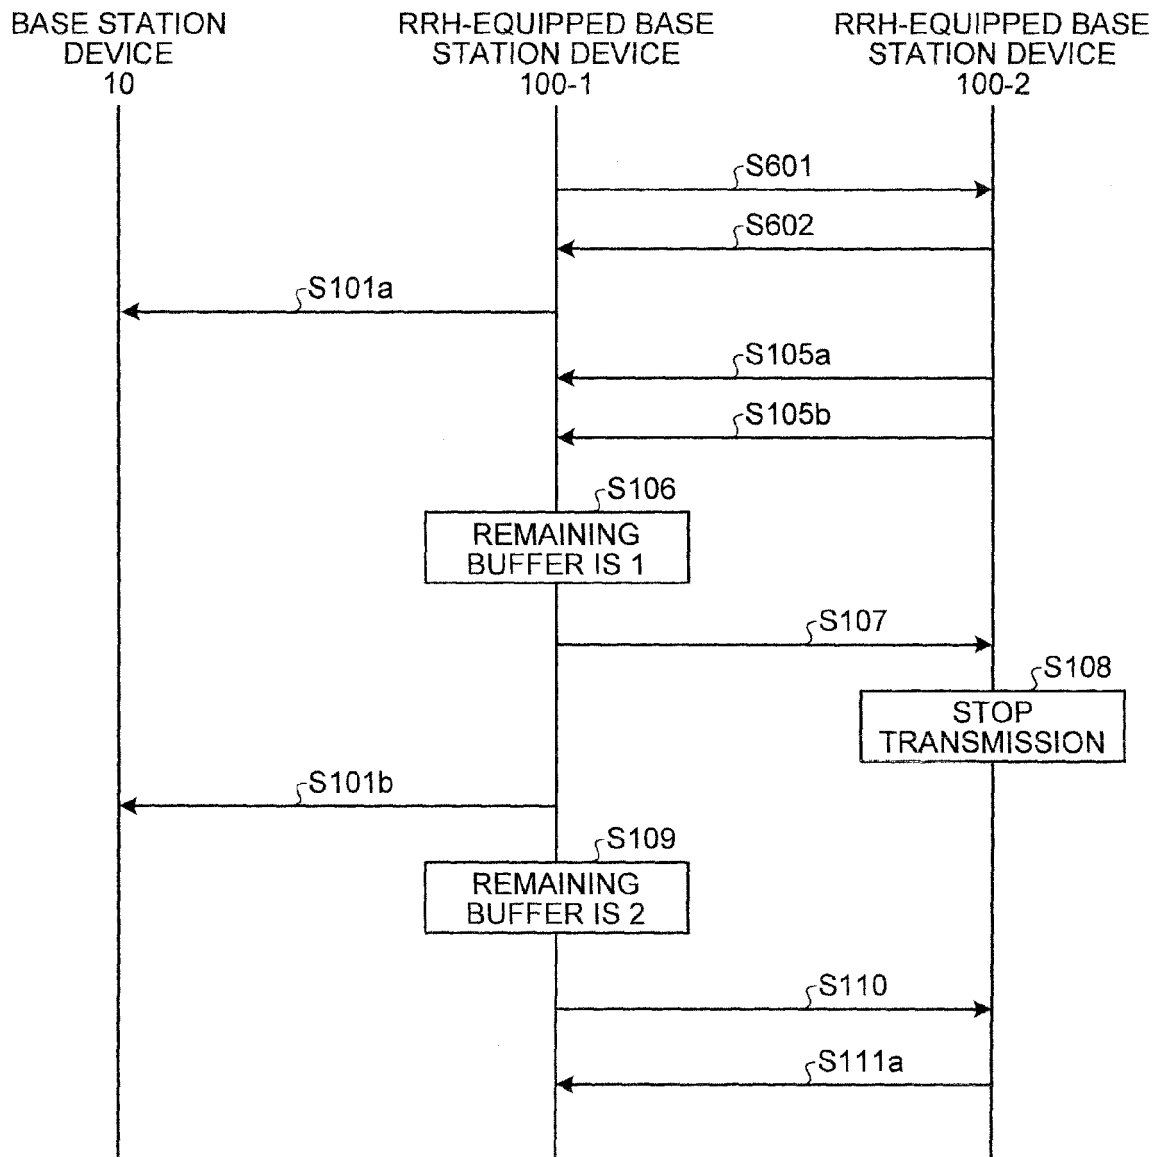 BASE STATION
DEVICE
10
RRH-EQUIPPED BASE
STATION DEVICE
100-1
RRH-EQUIPPED BASE
STATION DEVICE
100-2
S601
S602
S101a
S105a
S105b
S106
REMAINING
BUFFER IS 1
S107
S108
STOP
TRANSMISSION
S101b
S109
REMAINING
BUFFER IS 2
S110
S111a